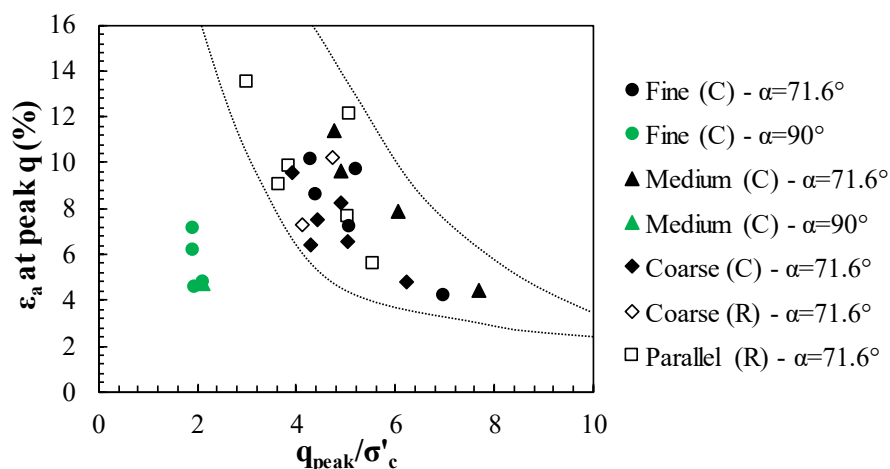 16
14
12
10
8
6
4
2
0
0 2 4 6 8 10
εa at peak q (%)
qpeak/σ'c
Fine (C) - α=71.6°
Fine (C) - α=90°
Medium (C) - α=71.6°
Medium (C) - α=90°
Coarse (C) - α=71.6°
Coarse (R) - α=71.6°
Parallel (R) - α=71.6°